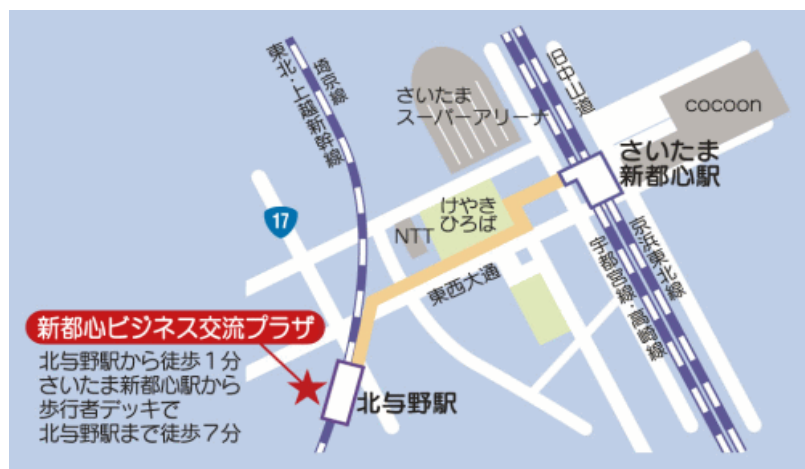 埼京線
東北・上越新幹線
さいたま
スーパーアリーナ
旧中山道
cocoon
さいたま
新都心駅
けやき
ひろば
NTT
17
東西大通
京浜東北線
宇都宮線・高崎線
新都心ビジネス交流プラザ
北与野駅から徒歩1分
さいたま新都心駅から
歩行者デッキで
北与野駅まで徒歩7分
北与野駅